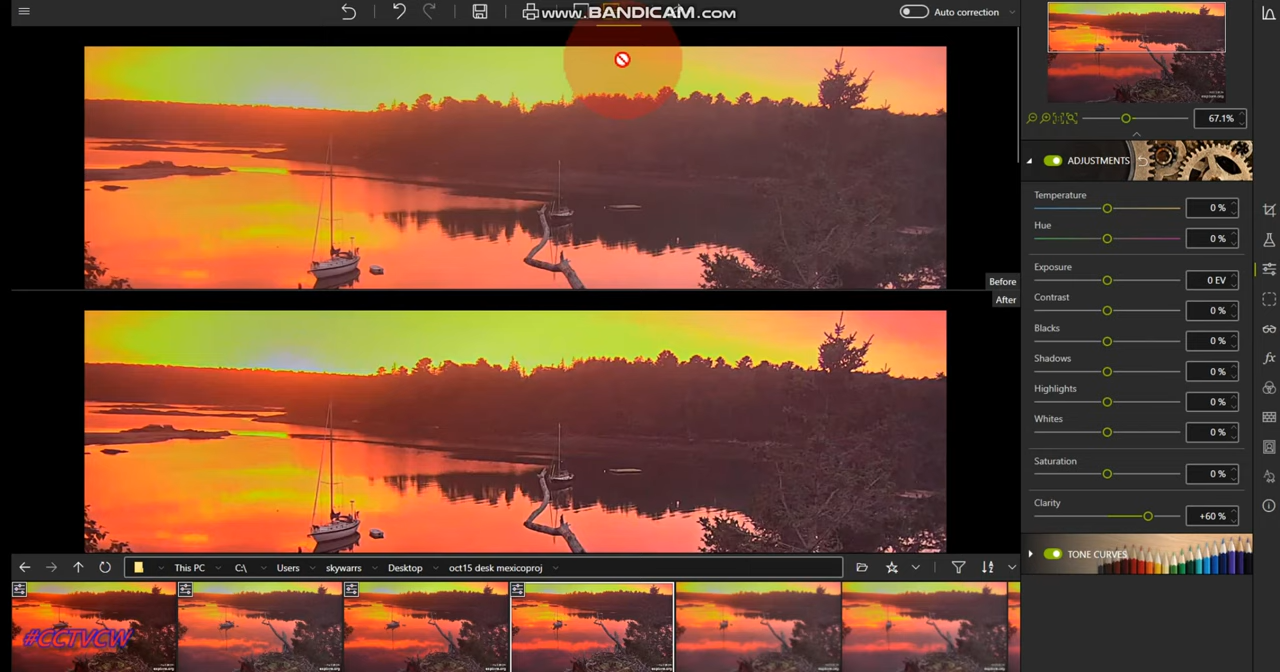 www.BANDICAM.com
Auto correction
67.1%
ADJUSTMENTS
Temperature
0 %
Hue
0 %
Exposure
0 EV
Contrast
0 %
Blacks
0 %
Shadows
0 %
Highlights
0 %
Whites
0 %
Saturation
0 %
Clarity
+60 %
TONE CURVES
Before
After
This PC
C:\
Users
skywarrs
Desktop
oct15 desk mexicoproj
#CCTVCW